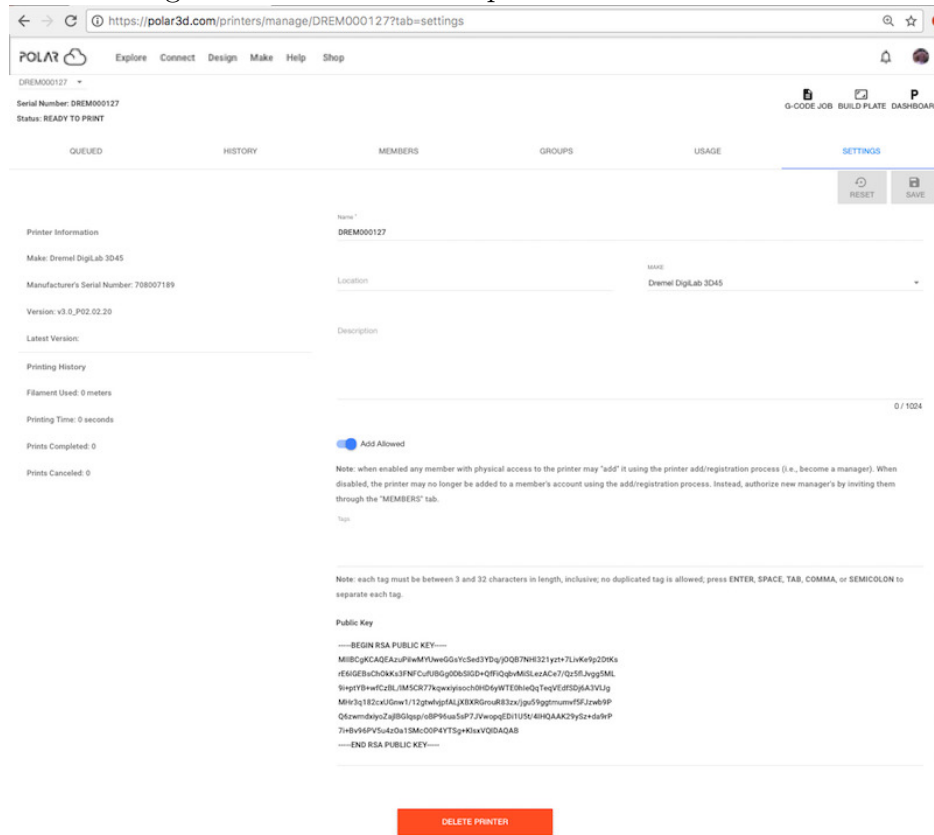 https://polar3d.com/printers/manage/DREM000127?tab=settings
POLAR Explore Connect Design Make Help Shop
DREM000127
Serial Number: DREM000127
Status: READY TO PRINT
G-CODE JOB BUILD PLATE DASHBOAR
QUEUED HISTORY MEMBERS GROUPS USAGE SETTINGS
RESET SAVE
Printer Information
Make: Dremel DigiLab 3D45
Manufacturer's Serial Number: 708007189
Version: v3.0_P02.02.20
Latest Version:
Printing History
Filament Used: 0 meters
Printing Time: 0 seconds
Prints Completed: 0
Prints Canceled: 0
Name *
DREM000127
Location
MAKE
Dremel DigiLab 3D45
Description
0 / 1024
Add Allowed
Note: when enabled any member with physical access to the printer may "add" it using the printer add/registration process (i.e., become a manager). When
disabled, the printer may no longer be added to a member's account using the add/registration process. Instead, authorize new manager's by inviting them
through the "MEMBERS" tab.
Tags
Note: each tag must be between 3 and 32 characters in length, inclusive; no duplicated tag is allowed; press ENTER, SPACE, TAB, COMMA, or SEMICOLON to
separate each tag.
Public Key
-----BEGIN RSA PUBLIC KEY-----
-----END RSA PUBLIC KEY-----
DELETE PRINTER